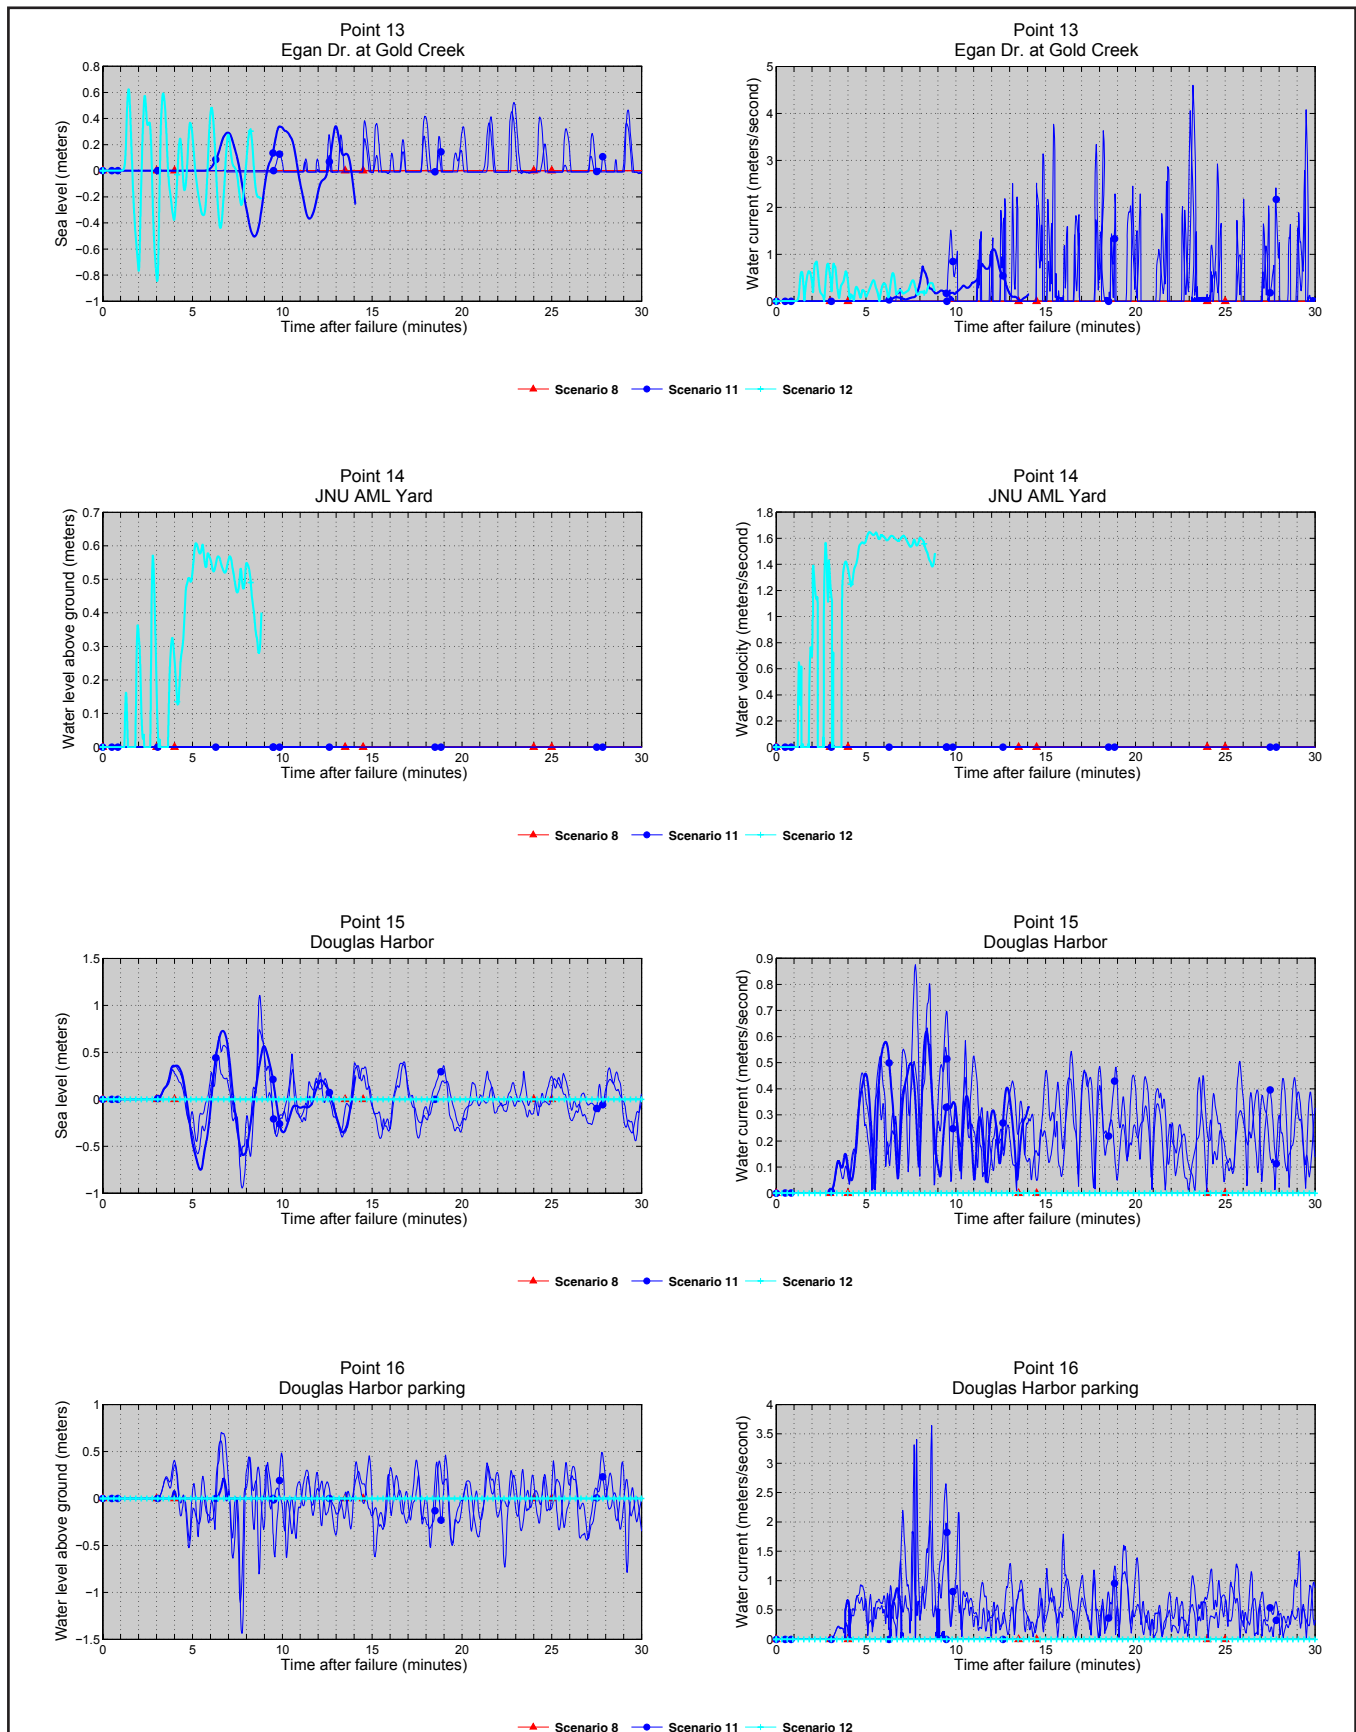 Point 13
Egan Dr. at Gold Creek
0.8
0.6
0.4
0.2
0
−0.2
−0.4
−0.6
−0.8
−1
Sea level (meters)
0 5 10 15 20 25 30
Time after failure (minutes)
Point 13
Egan Dr. at Gold Creek
5
4
3
2
1
0
Water current (meters/second)
0 5 10 15 20 25 30
Time after failure (minutes)
Scenario 8 Scenario 11 Scenario 12
Point 14
JNU AML Yard
0.7
0.6
0.5
0.4
0.3
0.2
0.1
0
Water level above ground (meters)
0 5 10 15 20 25 30
Time after failure (minutes)
Point 14
JNU AML Yard
1.8
1.6
1.4
1.2
1
0.8
0.6
0.4
0.2
0
Water velocity (meters/second)
0 5 10 15 20 25 30
Time after failure (minutes)
Scenario 8 Scenario 11 Scenario 12
Point 15
Douglas Harbor
1.5
1
0.5
0
−0.5
−1
Sea level (meters)
0 5 10 15 20 25 30
Time after failure (minutes)
Point 15
Douglas Harbor
0.9
0.8
0.7
0.6
0.5
0.4
0.3
0.2
0.1
0
Water current (meters/second)
0 5 10 15 20 25 30
Time after failure (minutes)
Scenario 8 Scenario 11 Scenario 12
Point 16
Douglas Harbor parking
1
0.5
0
−0.5
−1
−1.5
Water level above ground (meters)
0 5 10 15 20 25 30
Time after failure (minutes)
Point 16
Douglas Harbor parking
4
3.5
3
2.5
2
1.5
1
0.5
0
Water current (meters/second)
0 5 10 15 20 25 30
Time after failure (minutes)
Scenario 8 Scenario 11 Scenario 12